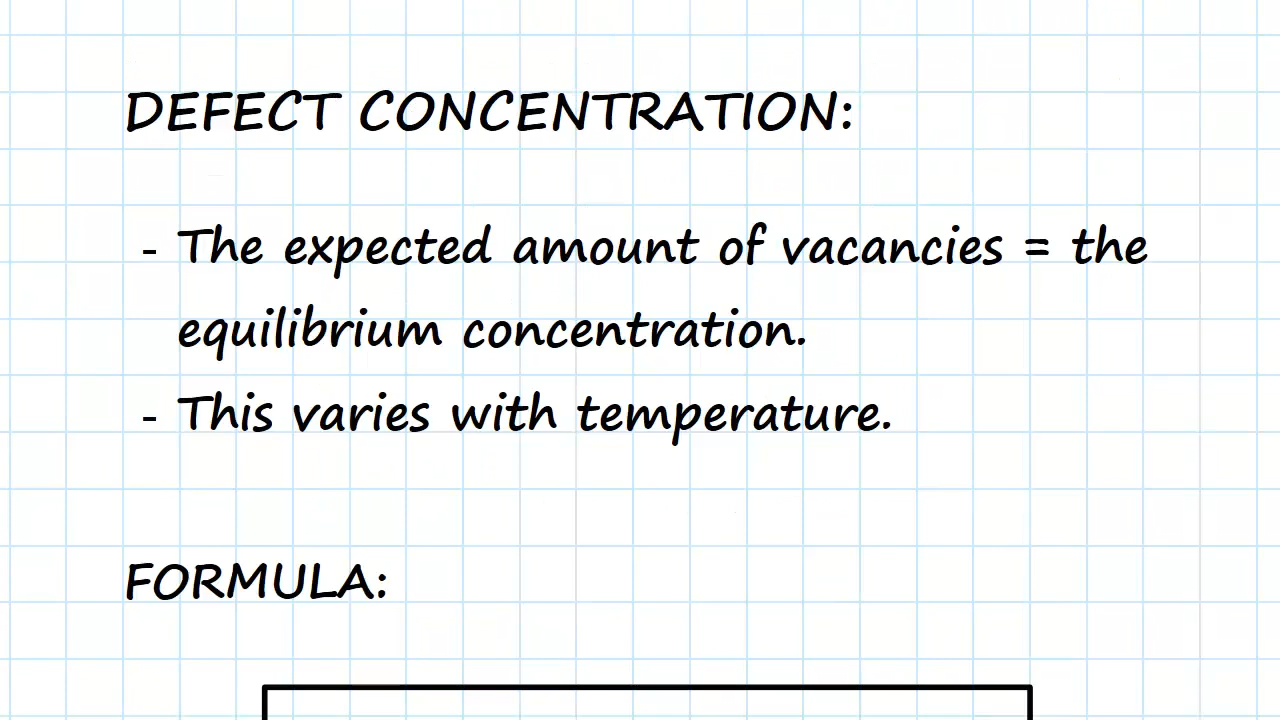 DEFECT CONCENTRATION:
- The expected amount of vacancies = the
equilibrium concentration.
- This varies with temperature.
FORMULA: